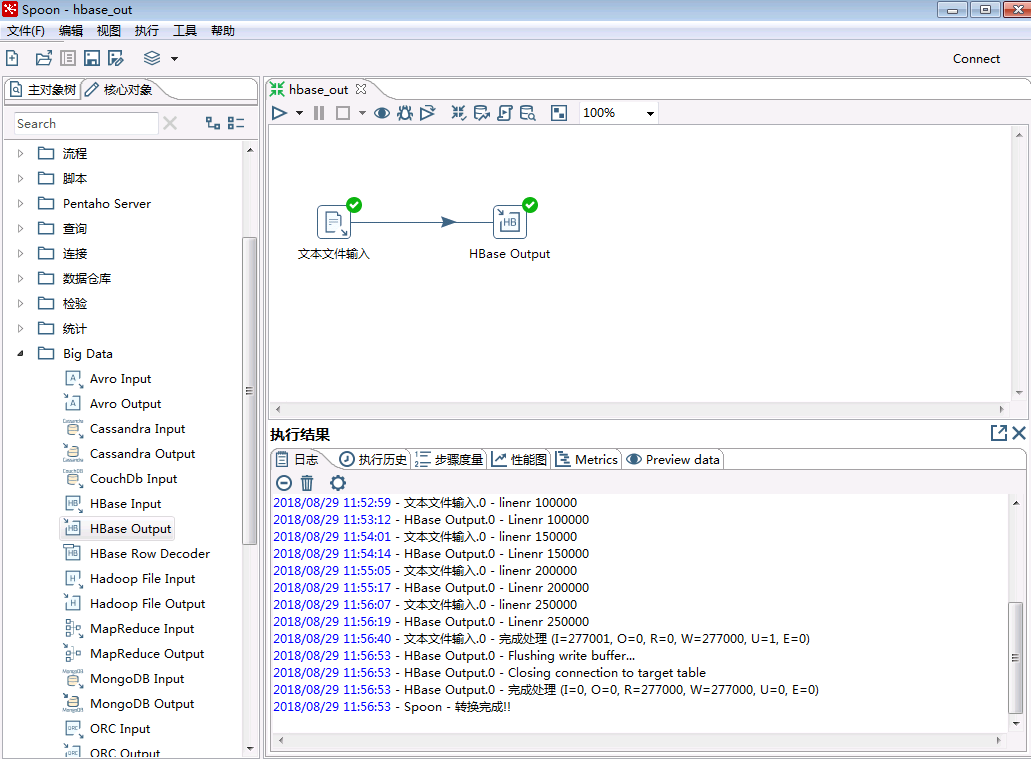 Spoon - hbase_out
文件(F) 编辑 视图 执行 工具 帮助
Connect
主对象树 核心对象
Search
流程
脚本
Pentaho Server
查询
连接
数据仓库
检验
统计
Big Data
Avro Input
Avro Output
Cassandra Input
Cassandra Output
CouchDb Input
HBase Input
HBase Output
HBase Row Decoder
Hadoop File Input
Hadoop File Output
MapReduce Input
MapReduce Output
MongoDB Input
MongoDB Output
ORC Input
ORC Output
hbase_out
100%
HB
文本文件输入 HBase Output
执行结果
日志 执行历史 步骤度量 性能图 Metrics Preview data
2018/08/29 11:52:59 - 文本文件输入.0 - linenr 100000
2018/08/29 11:53:12 - HBase Output.0 - Linenr 100000
2018/08/29 11:54:01 - 文本文件输入.0 - linenr 150000
2018/08/29 11:54:14 - HBase Output.0 - Linenr 150000
2018/08/29 11:55:05 - 文本文件输入.0 - linenr 200000
2018/08/29 11:55:17 - HBase Output.0 - Linenr 200000
2018/08/29 11:56:07 - 文本文件输入.0 - linenr 250000
2018/08/29 11:56:19 - HBase Output.0 - Linenr 250000
2018/08/29 11:56:40 - 文本文件输入.0 - 完成处理 (I=277001, O=0, R=0, W=277000, U=1, E=0)
2018/08/29 11:56:53 - HBase Output.0 - Flushing write buffer...
2018/08/29 11:56:53 - HBase Output.0 - Closing connection to target table
2018/08/29 11:56:53 - HBase Output.0 - 完成处理 (I=0, O=0, R=277000, W=277000, U=0, E=0)
2018/08/29 11:56:53 - Spoon - 转换完成!!